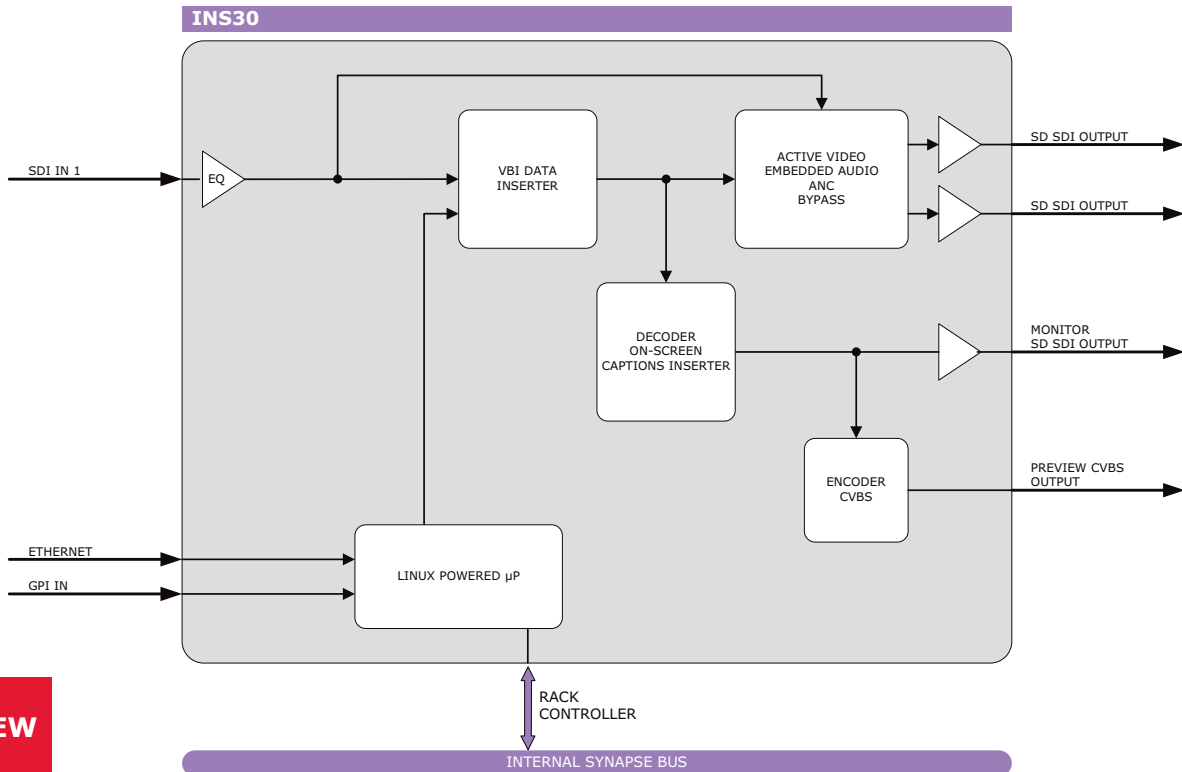 INS30
SDI IN 1
EQ
VBI DATA
INSERTER
ACTIVE VIDEO
EMBEDDED AUDIO
ANC
BYPASS
SD SDI OUTPUT
SD SDI OUTPUT
DECODER
ON-SCREEN
CAPTIONS INSERTER
MONITOR
SD SDI OUTPUT
ENCODER
CVBS
PREVIEW CVBS
OUTPUT
ETHERNET
GPI IN
LINUX POWERED µP
RACK
CONTROLLER
EW
INTERNAL SYNAPSE BUS